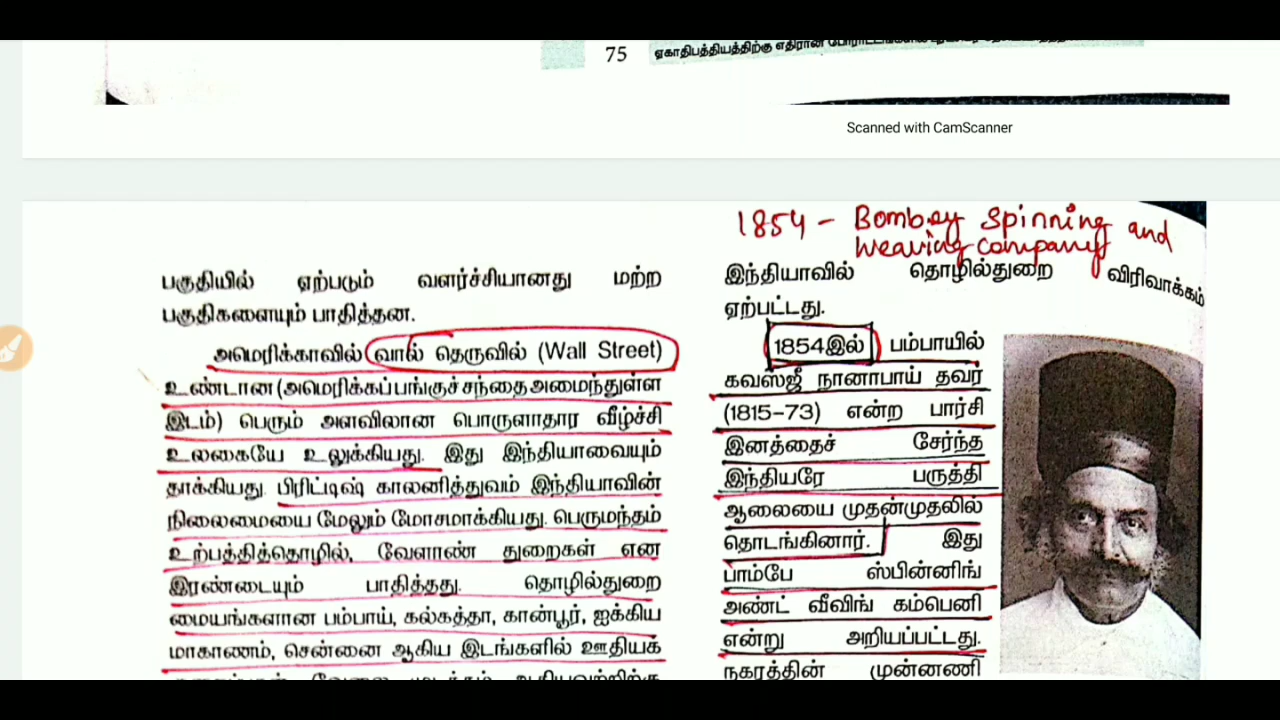 75
ஏகாதிபத்தியத்திற்கு எதிரான
Scanned with CamScanner
பகுதியில் ஏற்படும் வளர்ச்சியானது மற்ற
பகுதிகளையும் பாதித்தன.
அமெரிக்காவில் வால் தெருவில் (Wall Street)
உண்டான (அமெரிக்கப்பங்குச்சந்தை அமைந்துள்ள
இடம்) பெரும் அளவிலான பொருளாதார வீழ்ச்சி
உலகையே உலுக்கியது. இது இந்தியாவையும்
தாக்கியது. பிரிட்டிஷ் காலனித்துவம் இந்தியாவின்
நிலைமையை மேலும் மோசமாக்கியது. பெருமந்தம்
உற்பத்தித்தொழில், வேளாண் துறைகள் என
இரண்டையும் பாதித்தது. தொழில்துறை
மையங்களான பம்பாய், கல்கத்தா, கான்பூர், ஐக்கிய
மாகாணம், சென்னை ஆகிய இடங்களில் ஊதியக்
1854 - Bombay Spinning and
Weaving company
இந்தியாவில் தொழில்துறை விரிவாக்கம்
ஏற்பட்டது.
1854இல் பம்பாயில்
கவஸ்ஜீ நானாபாய் தவர்
(1815-73) என்ற பார்சி
இனத்தைச் சேர்ந்த
இந்தியரே பருத்தி
ஆலையை முதன்முதலில்
தொடங்கினார். இது
பாம்பே ஸ்பின்னிங்
அண்ட் வீவிங் கம்பெனி
என்று அறியப்பட்டது.
நகரத்தின் முன்னணி